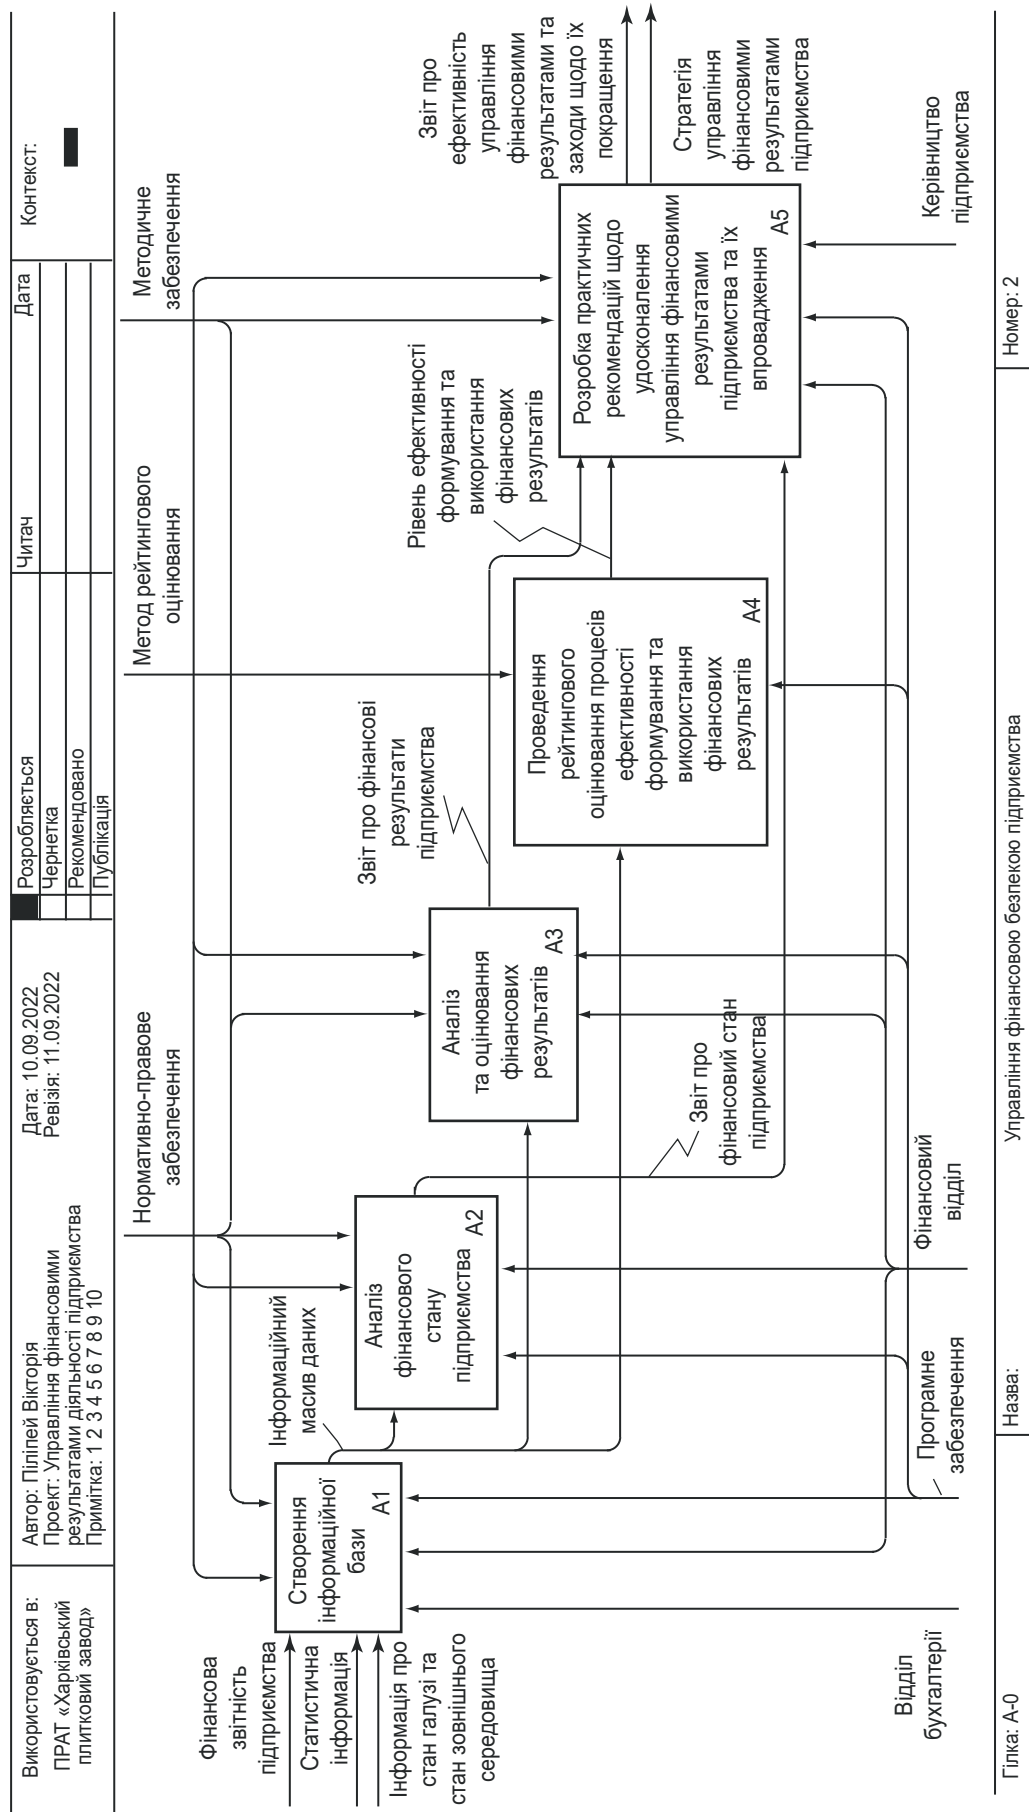 Використовується в:
ПРАТ «Харківський
плитковий завод»
Автор: Піліпей Вікторія
Проект: Управління фінансовими
результатами діяльності підприємства
Примітка: 1 2 3 4 5 6 7 8 9 10
Дата: 10.09.2022
Ревізія: 11.09.2022
Розробляється
Чернетка
Рекомендовано
Публікація
Читач
Дата
Контекст:
Нормативно-правове
забезпечення
Метод рейтингового
оцінювання
Методичне
забезпечення
Фінансова
звітність
підприємства
Статистична
інформація
Інформація про
стан галузі та
стан зовнішнього
середовища
Створення
інформаційної
бази
А1
Інформаційний
масив даних
Аналіз
фінансового
стану
підприємства
А2
Звіт про
фінансовий стан
підприємства
Аналіз
та оцінювання
фінансових
результатів
А3
Звіт про фінансові
результати
підприємства
Проведення
рейтингового
оцінювання процесів
ефективності
формування та
використання
фінансових
результатів
А4
Рівень ефективності
формування та
використання
фінансових
результатів
Розробка практичних
рекомендацій щодо
удосконалення
управління фінансовими
результатами
підприємства та їх
впровадження
А5
Звіт про
ефективність
управління
фінансовими
результатами та
заходи щодо їх
покращення
Стратегія
управління
фінансовими
результатами
підприємства
Відділ
бухгалтерії
Програмне
забезпечення
Фінансовий
відділ
Керівництво
підприємства
Гілка: А-0
Назва:
Управління фінансовою безпекою підприємства
Номер: 2